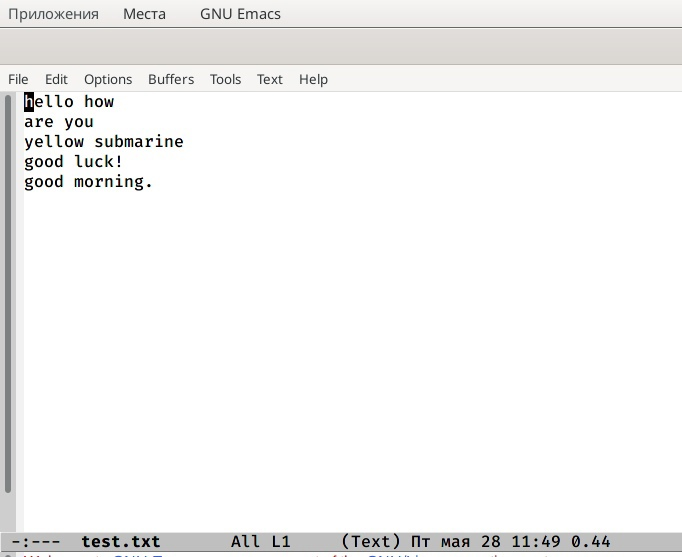 Приложения Места GNU Emacs
File Edit Options Buffers Tools Text Help
hello how
are you
yellow submarine
good luck!
good morning.
-:--- test.txt All L1 (Text) Пт мая 28 11:49 0.44